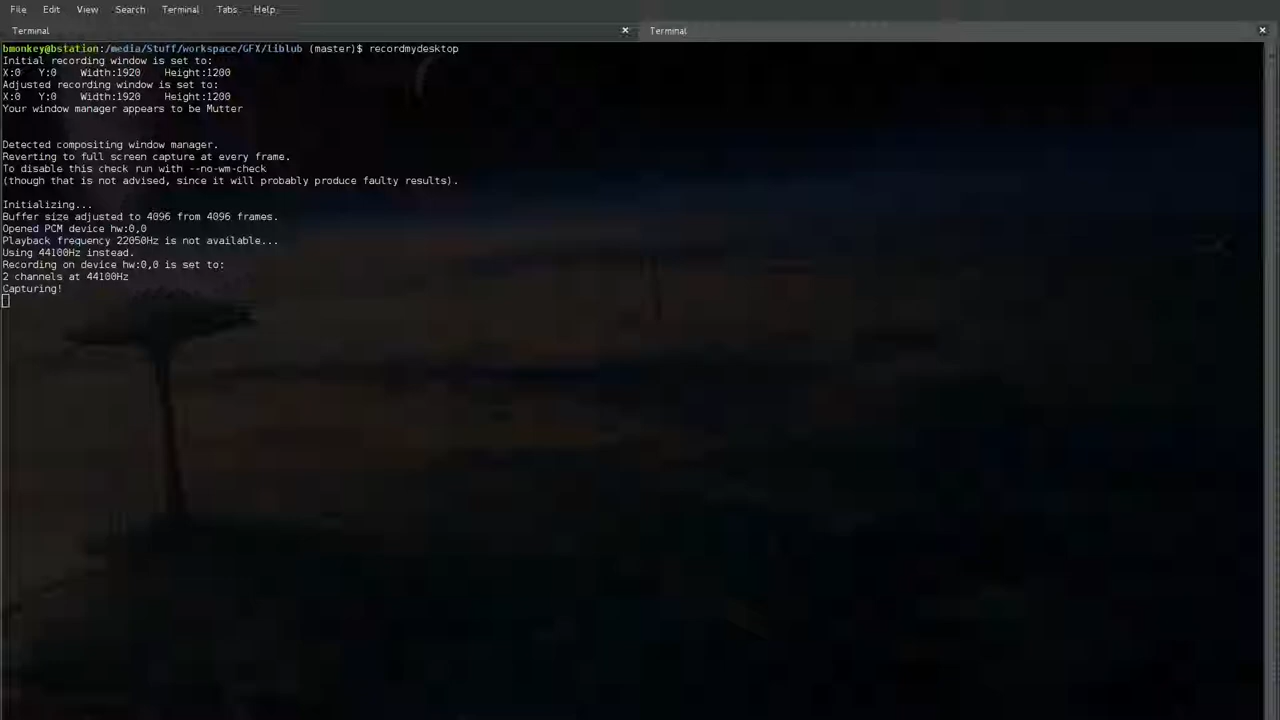 File Edit View Search Terminal Tabs Help
Terminal × Terminal ×
bmonkey@bstation:/media/Stuff/workspace/GFX/liblub (master)$ recordmydesktop
Initial recording window is set to:
X:0   Y:0    Width:1920    Height:1200
Adjusted recording window is set to:
X:0   Y:0    Width:1920    Height:1200
Your window manager appears to be Mutter
Detected compositing window manager.
Reverting to full screen capture at every frame.
To disable this check run with --no-wm-check
(though that is not advised, since it will probably produce faulty results).
Initializing...
Buffer size adjusted to 4096 from 4096 frames.
Opened PCM device hw:0,0
Playback frequency 22050Hz is not available...
Using 44100Hz instead.
Recording on device hw:0,0 is set to:
2 channels at 44100Hz
Capturing!